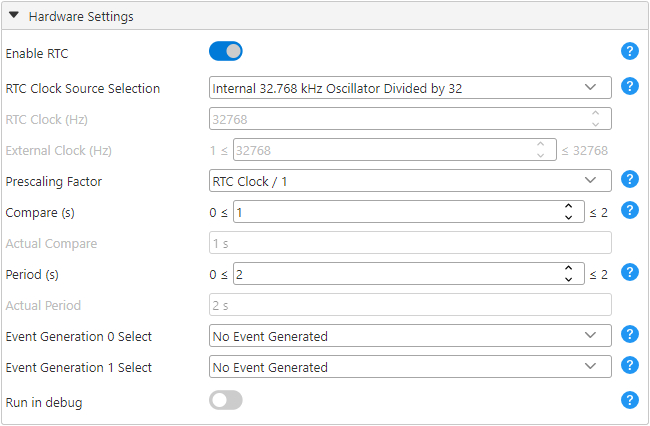 Hardware Settings
Enable RTC ?
RTC Clock Source Selection Internal 32.768 kHz Oscillator Divided by 32 ?
RTC Clock (Hz) 32768
External Clock (Hz) 1 ≤ 32768 ≤ 32768
Prescaling Factor RTC Clock / 1 ?
Compare (s) 0 ≤ 1 ≤ 2 ?
Actual Compare 1 s
Period (s) 0 ≤ 2 ≤ 2 ?
Actual Period 2 s
Event Generation 0 Select No Event Generated ?
Event Generation 1 Select No Event Generated ?
Run in debug ?